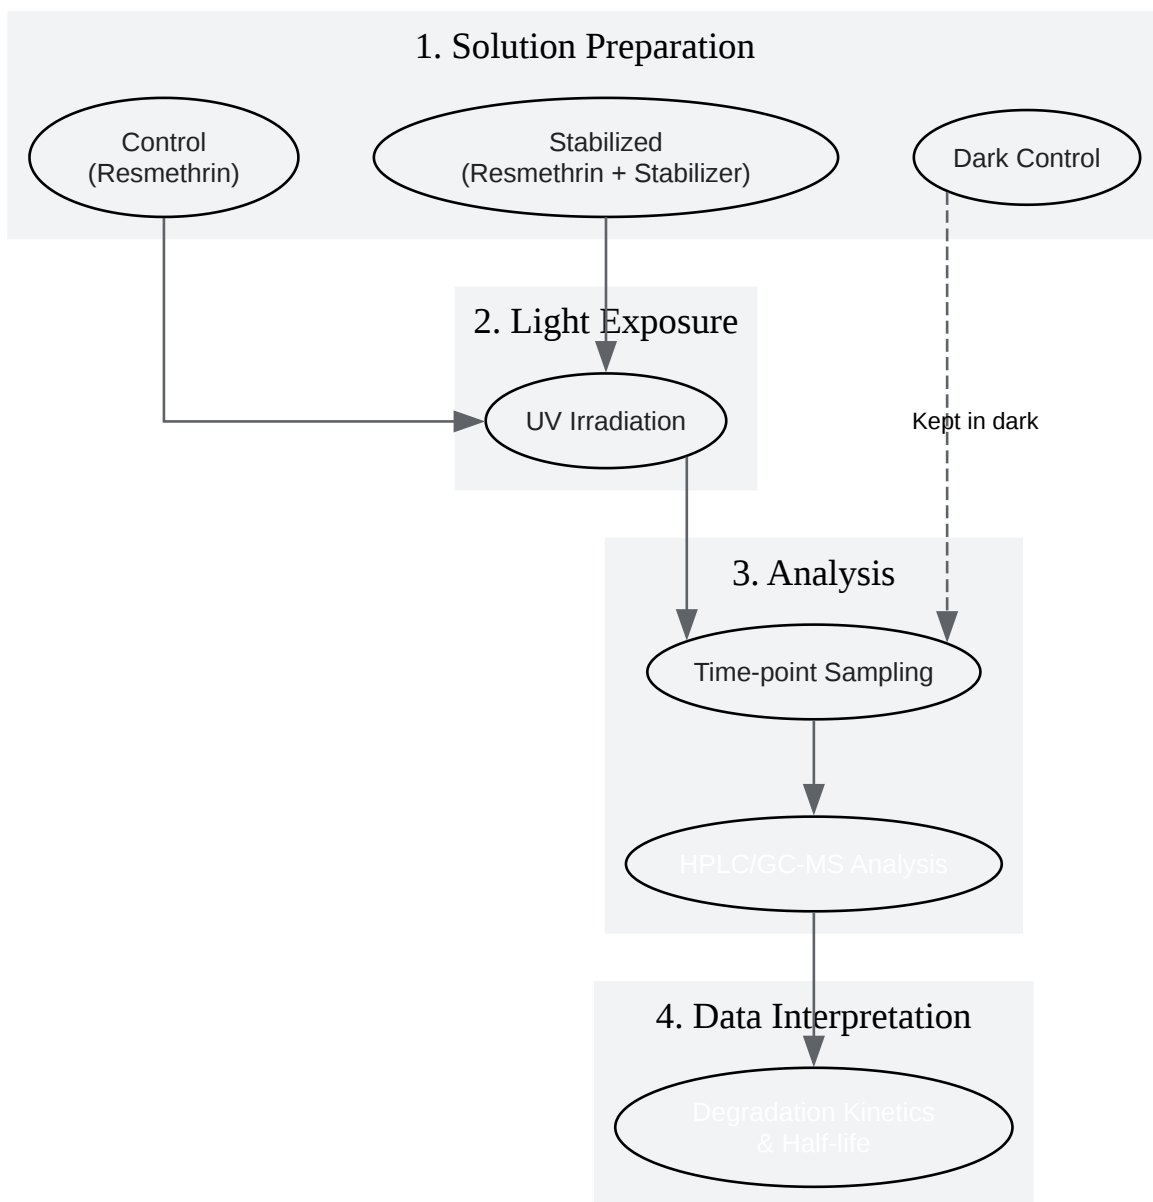 1. Solution Preparation
Control
(Resmethrin)
Stabilized
(Resmethrin + Stabilizer)
Dark Control
2. Light Exposure
UV Irradiation
Kept in dark
3. Analysis
Time-point Sampling
HPLC/GC-MS Analysis
4. Data Interpretation
Degradation Kinetics
& Half-life